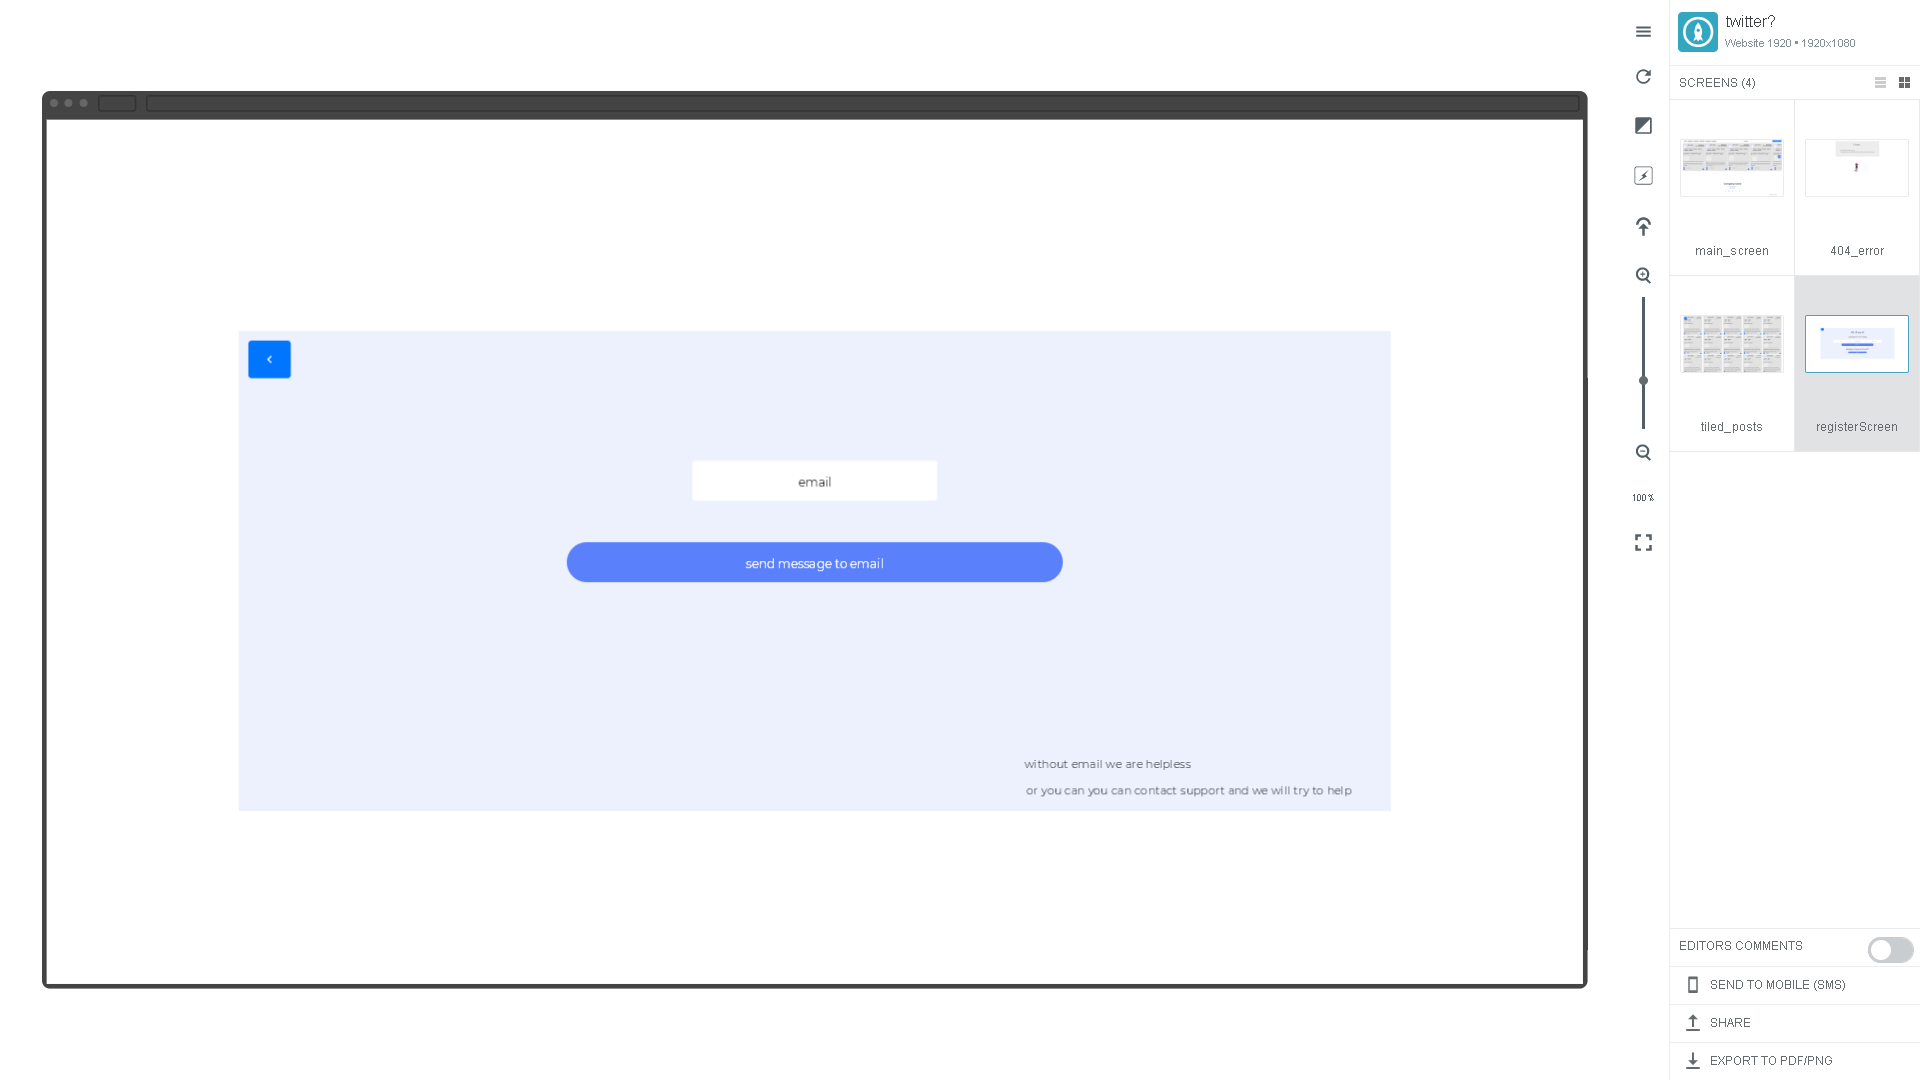 twitter?
Website 1920 • 1920x1080
SCREENS (4)
main_screen
404_error
tiled_posts
registerScreen
email
send message to email
without email we are helpless
or you can you can contact support and we will try to help
100%
EDITORS COMMENTS
SEND TO MOBILE (SMS)
SHARE
EXPORT TO PDF/PNG